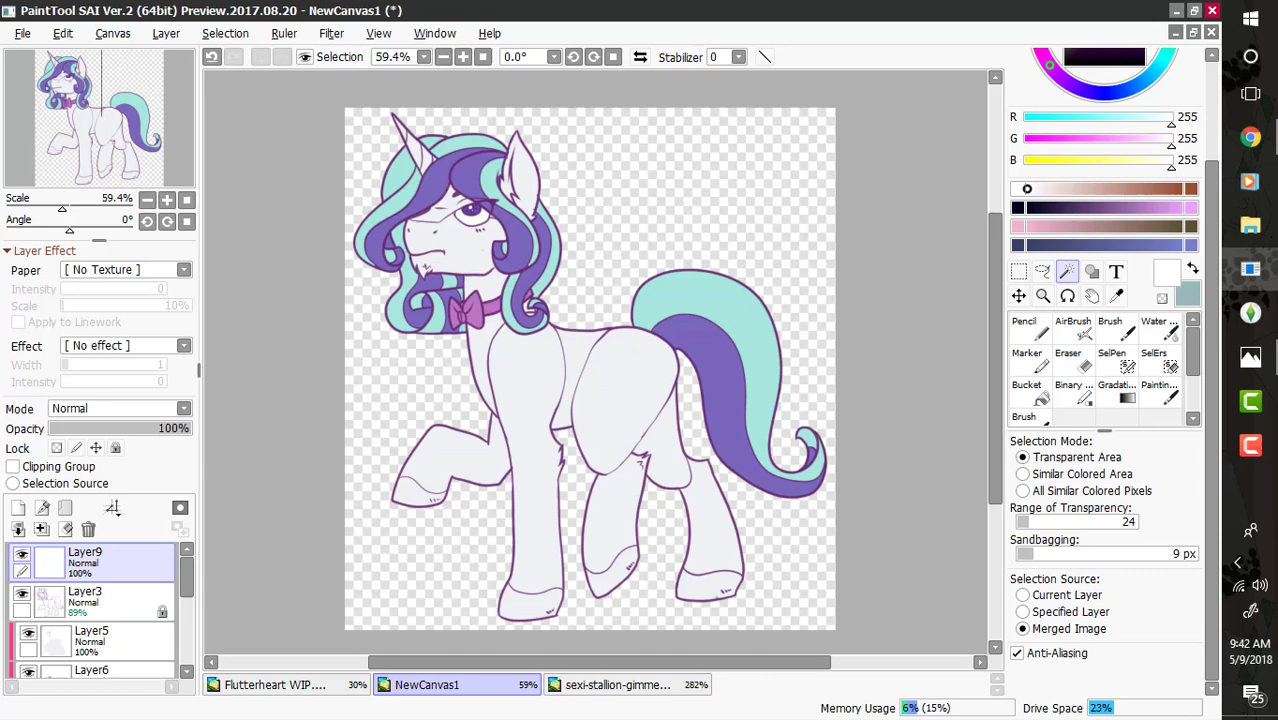 PaintTool SAI Ver.2 (64bit) Preview.2017.08.20 - NewCanvas1 (*)
File Edit Canvas Layer Selection Ruler Filter View Window Help
Selection 59.4% 0.0° Stabilizer 0
Scale 59.4%
Angle 0°
Layer Effect
Paper [ No Texture ]
Intensity 0
Scale 10%
Apply to Linework
Effect [ No effect ]
Width 1
Intensity
Mode Normal
Opacity 100%
Lock
Clipping Group
Selection Source
Layer9
Normal
100%
Layer3
Normal
89%
Layer5
Normal
100%
Layer6
R 255
G 255
B 255
T
Pencil AirBrush Brush Water ..
Marker Eraser SelPen SelErs
Bucket Binary .. Gradati.. Paintin..
Brush
Selection Mode:
Transparent Area
Similar Colored Area
All Similar Colored Pixels
Range of Transparency:
24
Sandbagging:
9 px
Selection Source:
Current Layer
Specified Layer
Merged Image
Anti-Aliasing
Flutterheart WIP.... 30% NewCanvas1 59% sexi-stallion-gimme... 282%
Memory Usage 6% (15%) Drive Space 23%
9:42 AM
5/9/2018
25